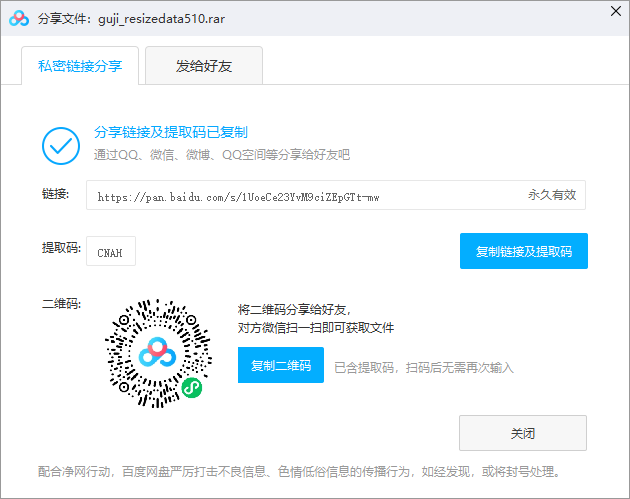 分享文件：guji_resizedata510.rar
私密链接分享
发给好友
分享链接及提取码已复制
通过QQ、微信、微博、QQ空间等分享给好友吧
链接:
https://pan.baidu.com/s/1UoeCe23YvM9ciZEpGTt-mw
永久有效
提取码:
CNAH
复制链接及提取码
二维码:
将二维码分享给好友，
对方微信扫一扫即可获取文件
复制二维码
已含提取码，扫码后无需再次输入
关闭
配合净网行动，百度网盘严厉打击不良信息、色情低俗信息的传播行为，如经发现，或将封号处理。